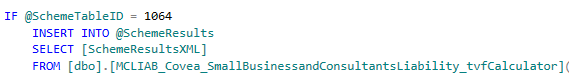 IF @SchemeTableID = 1064
INSERT INTO @SchemeResults
SELECT [SchemeResultsXML]
FROM [dbo].[MCLIAB_Covea_SmallBusinessandConsultantsLiability_tvfCalculator](